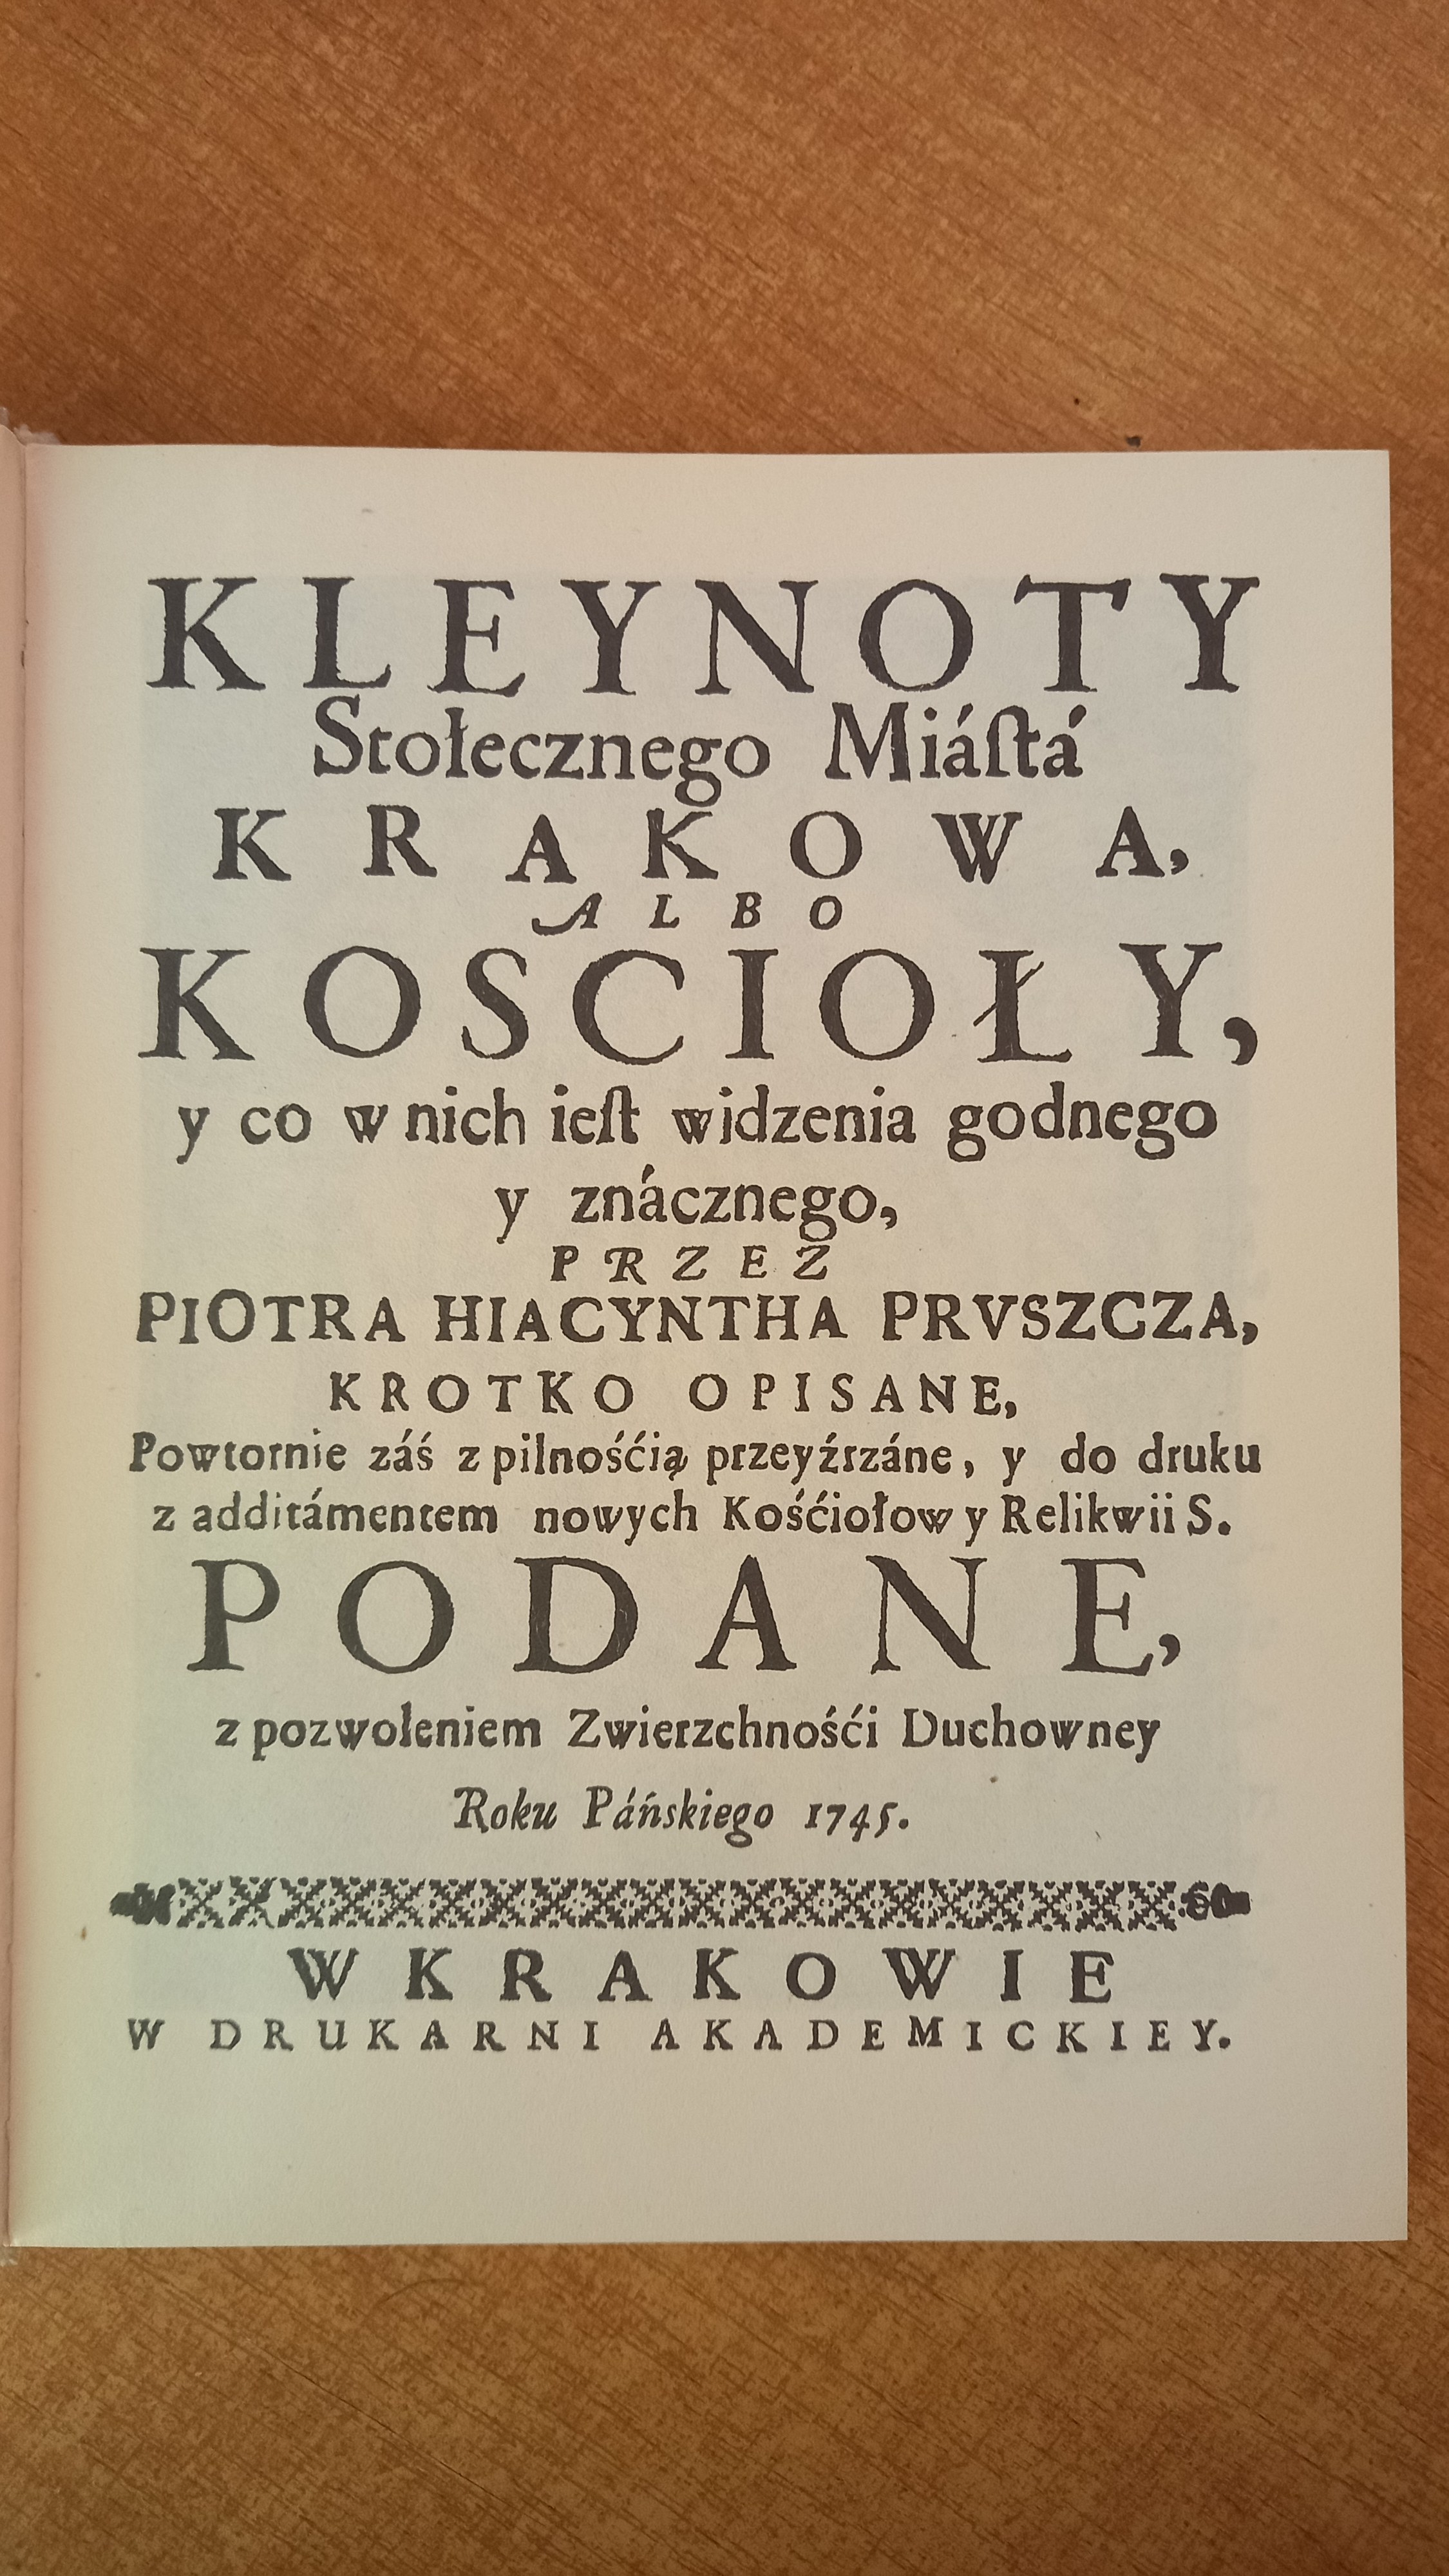 KLEYNOTY
Stołecznego Miáſtá
KRAKOWA,
ALBO
KOSCIOŁY,
y co w nich ieſt widzenia godnego
y znácznego,
PRZEZ
PIOTRA HIACYNTHA PRVSZCZA,
KROTKO OPISANE,
Powtornie záś z pilnośćią przeyźrzáne, y do druku
z additámentem nowych Kośćiołow y Relikwii S.
PODANE,
z pozwoleniem Zwierzchnośći Duchowney
Roku Páńskiego 1745.
W KRAKOWIE
W DRUKARNI AKADEMICKIEY.